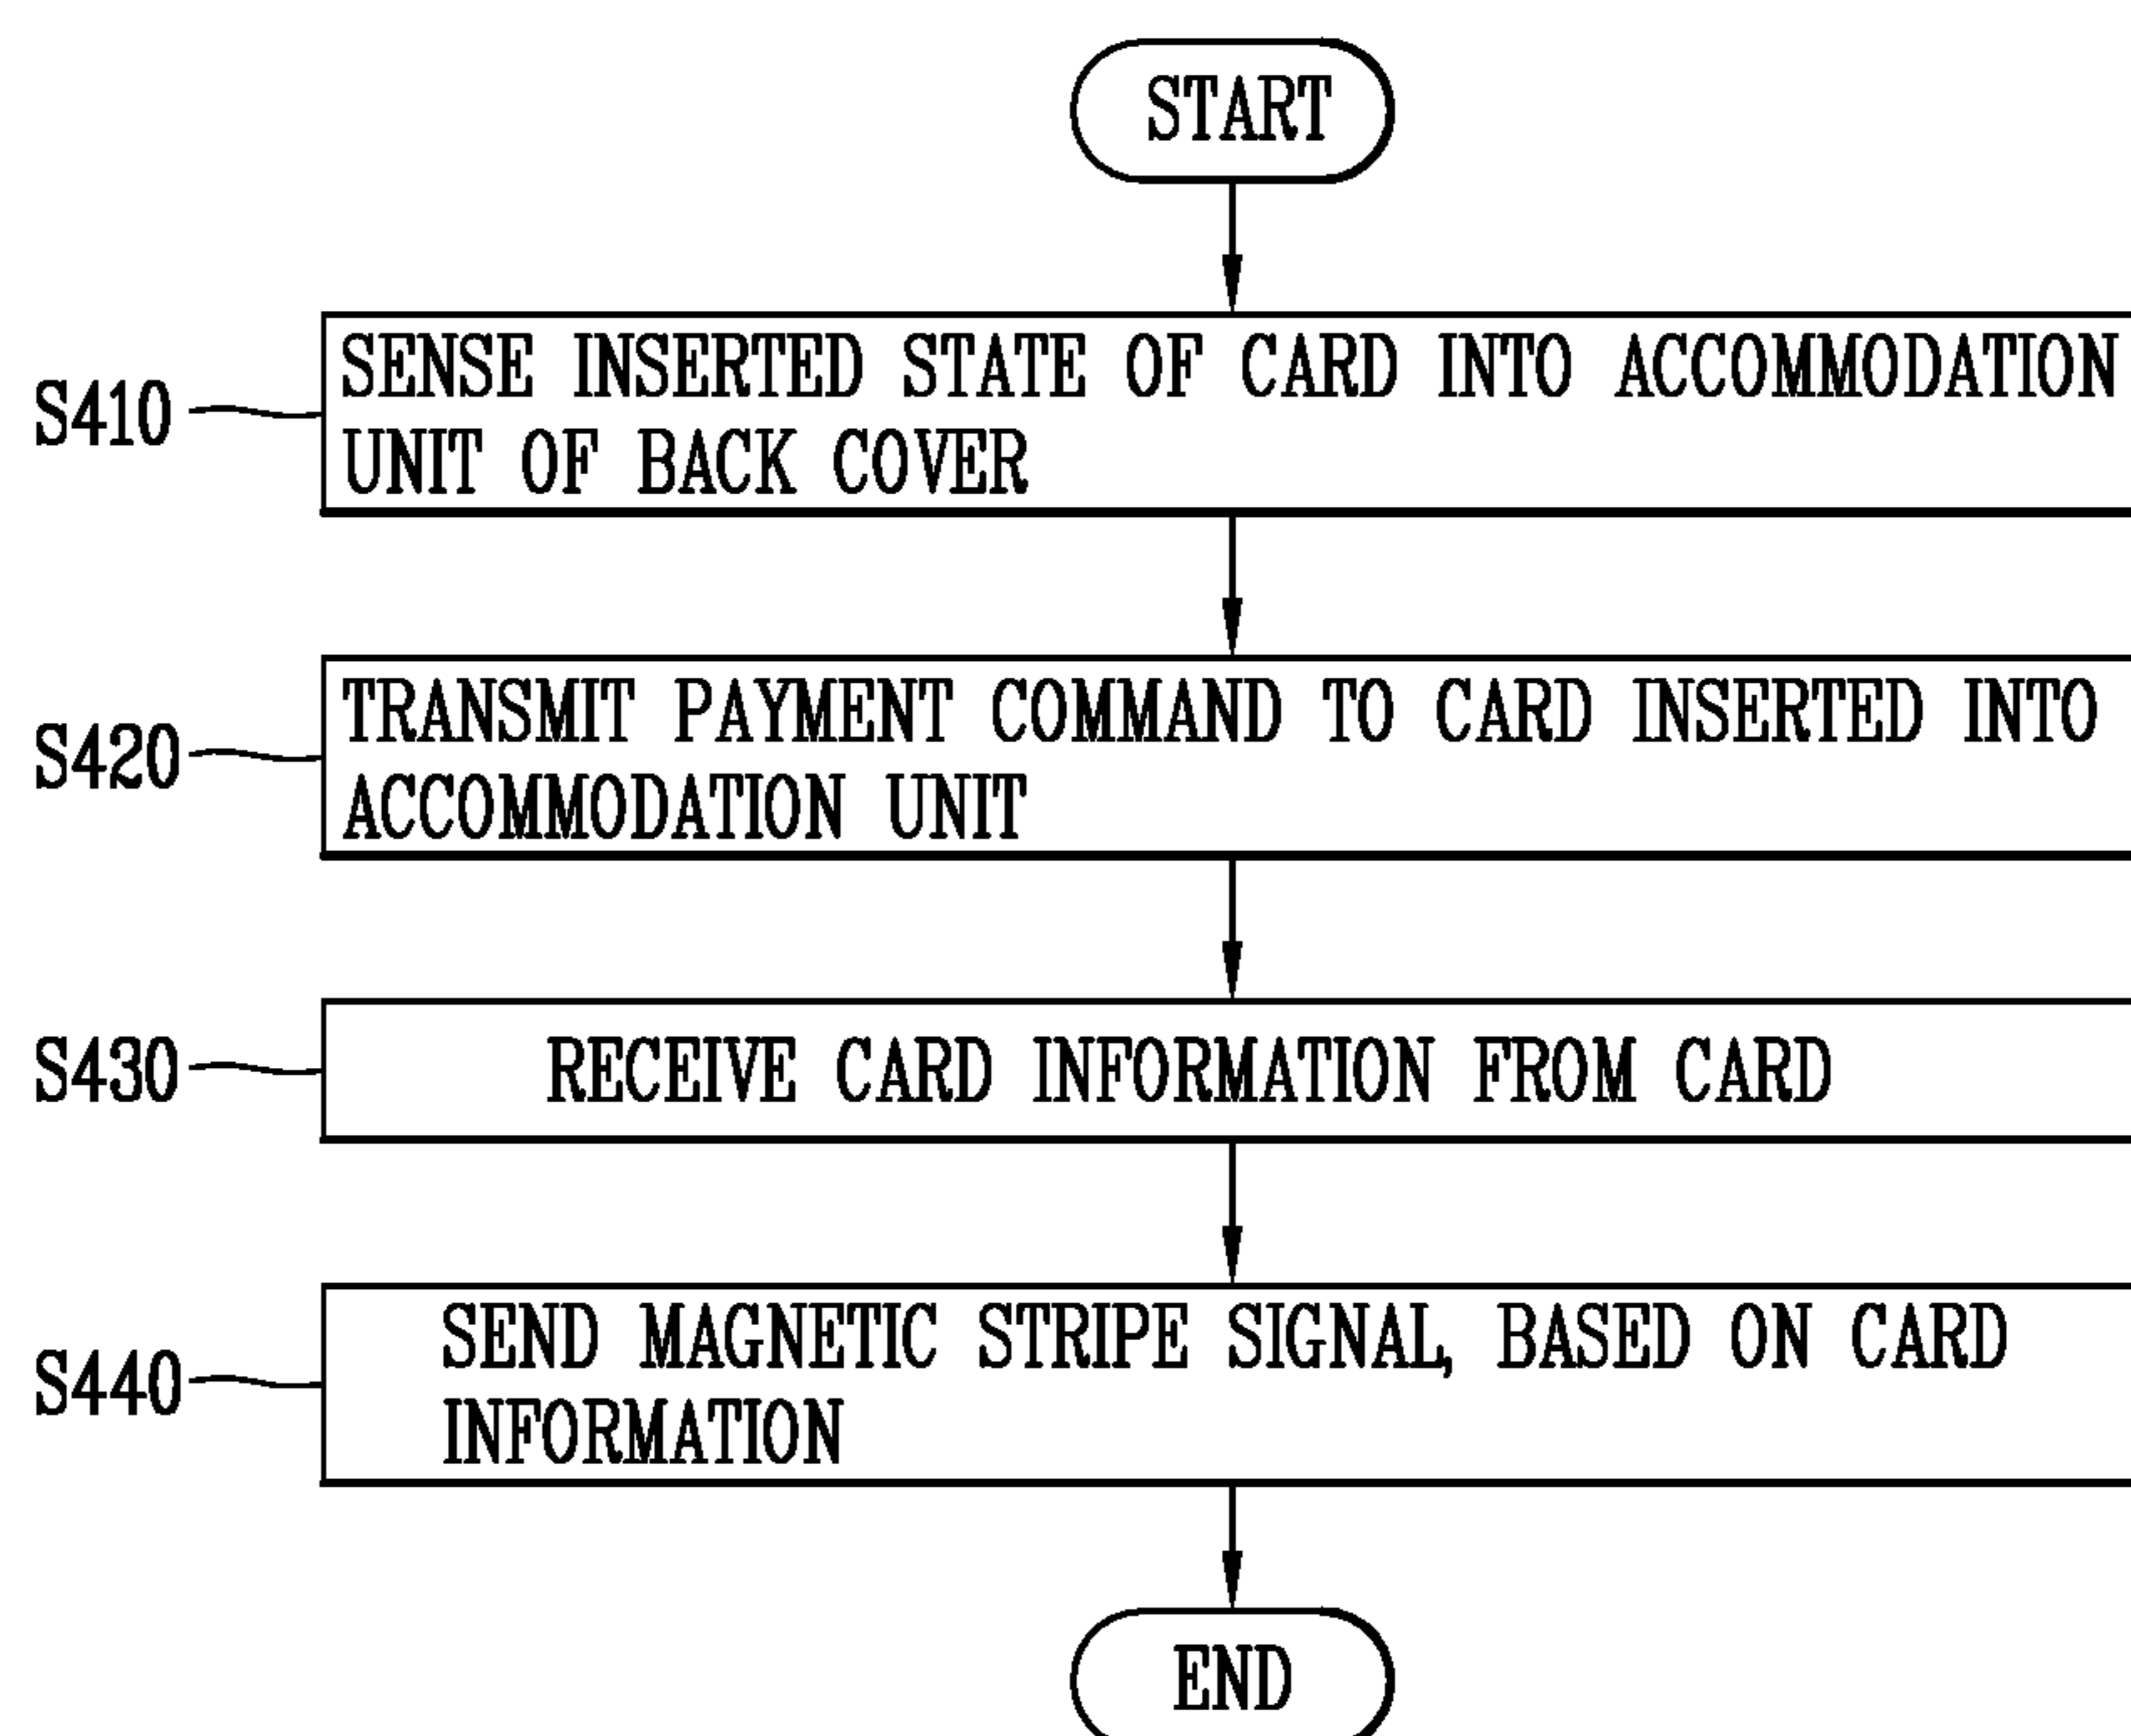 START
S410
SENSE INSERTED STATE OF CARD INTO ACCOMMODATION
UNIT OF BACK COVER
S420
TRANSMIT PAYMENT COMMAND TO CARD INSERTED INTO
ACCOMMODATION UNIT
S430
RECEIVE CARD INFORMATION FROM CARD
S440
SEND MAGNETIC STRIPE SIGNAL, BASED ON CARD
INFORMATION
END